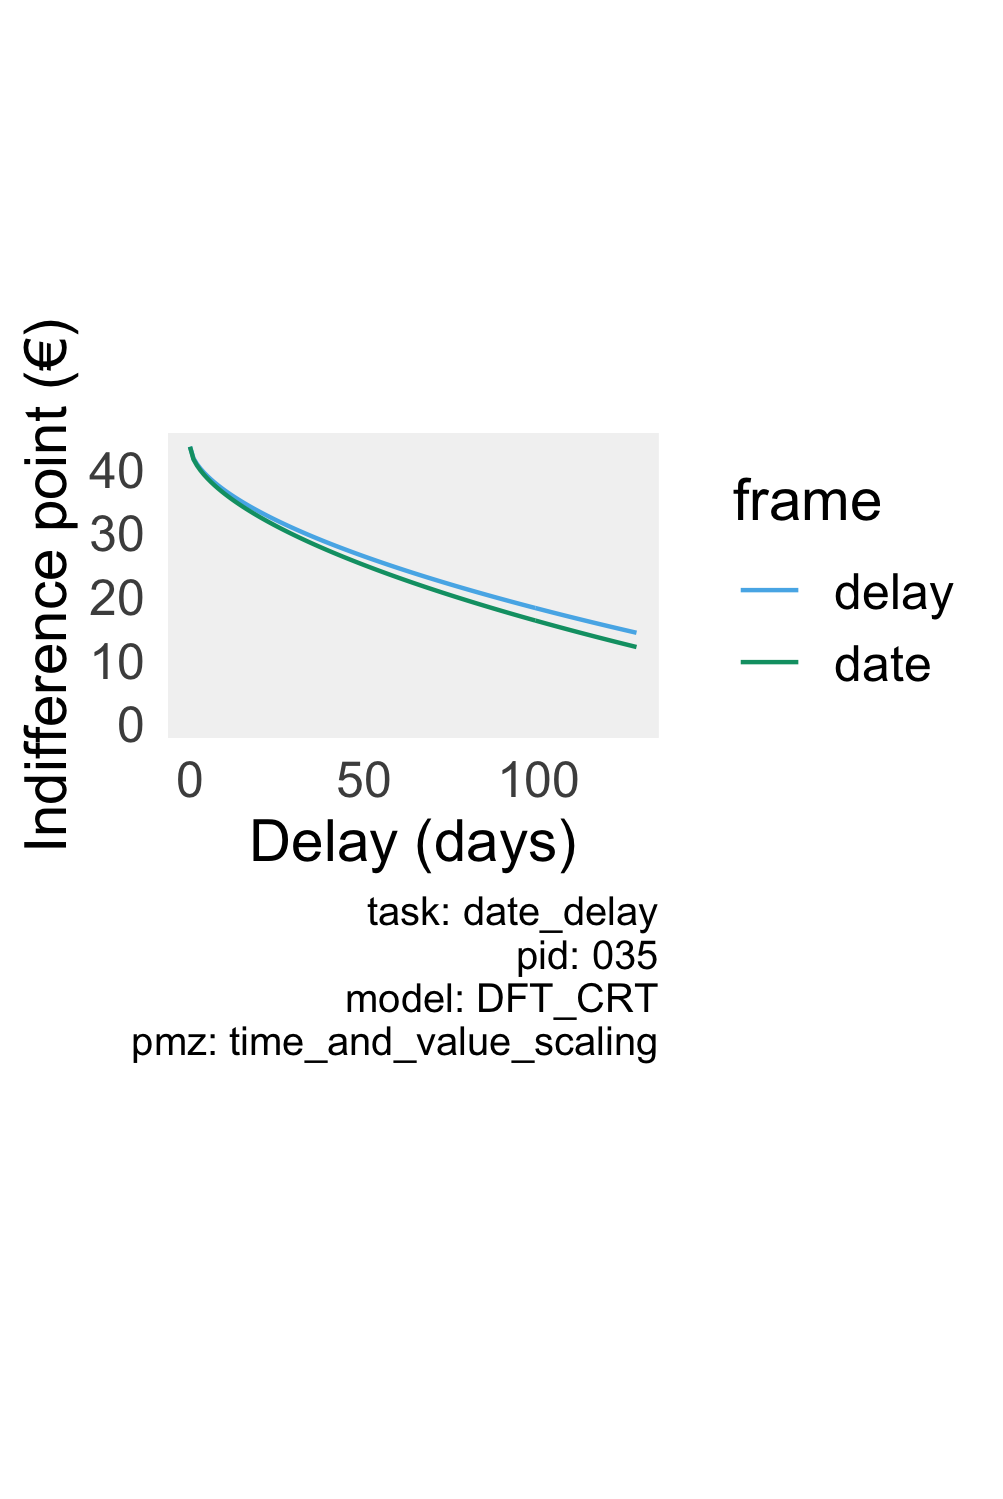 Indifference point (€)
40
30
20
10
0
0 50 100
Delay (days)
frame
delay
date
task: date_delay
pid: 035
model: DFT_CRT
pmz: time_and_value_scaling